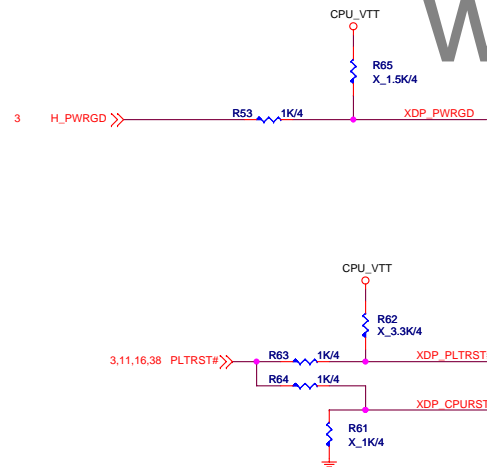 CPU_VTT
W
R65
X_1.5K/4
3 H_PWRGD R53 1K/4 XDP_PWRGD
CPU_VTT
R62
X_3.3K/4
3,11,16,38 PLTRST# R63 1K/4 XDP_PLTRST
R64 1K/4
XDP_CPURST
R61
X_1K/4